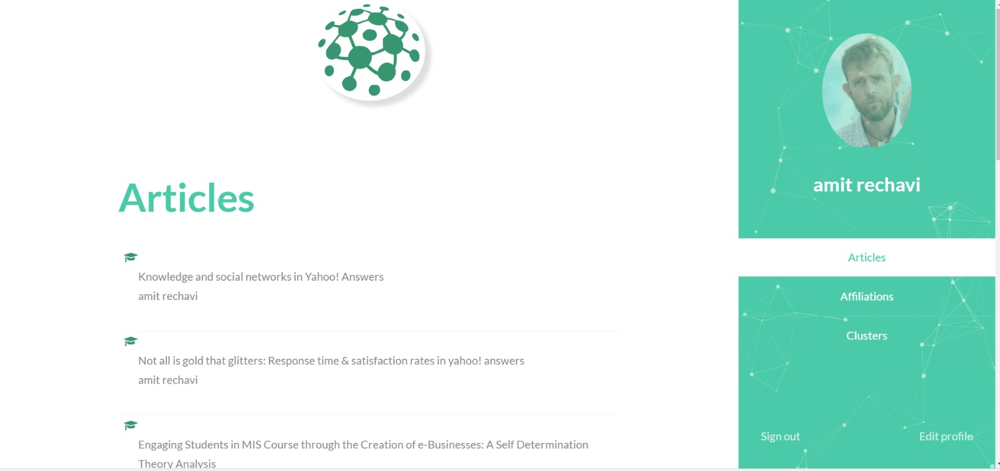 Articles
Knowledge and social networks in Yahoo! Answers
amit rechavi
Not all is gold that glitters: Response time & satisfaction rates in yahoo! answers
amit rechavi
Engaging Students in MIS Course through the Creation of e-Businesses: A Self Determination
Theory Analysis
amit rechavi
Articles
Affiliations
Clusters
Sign out
Edit profile